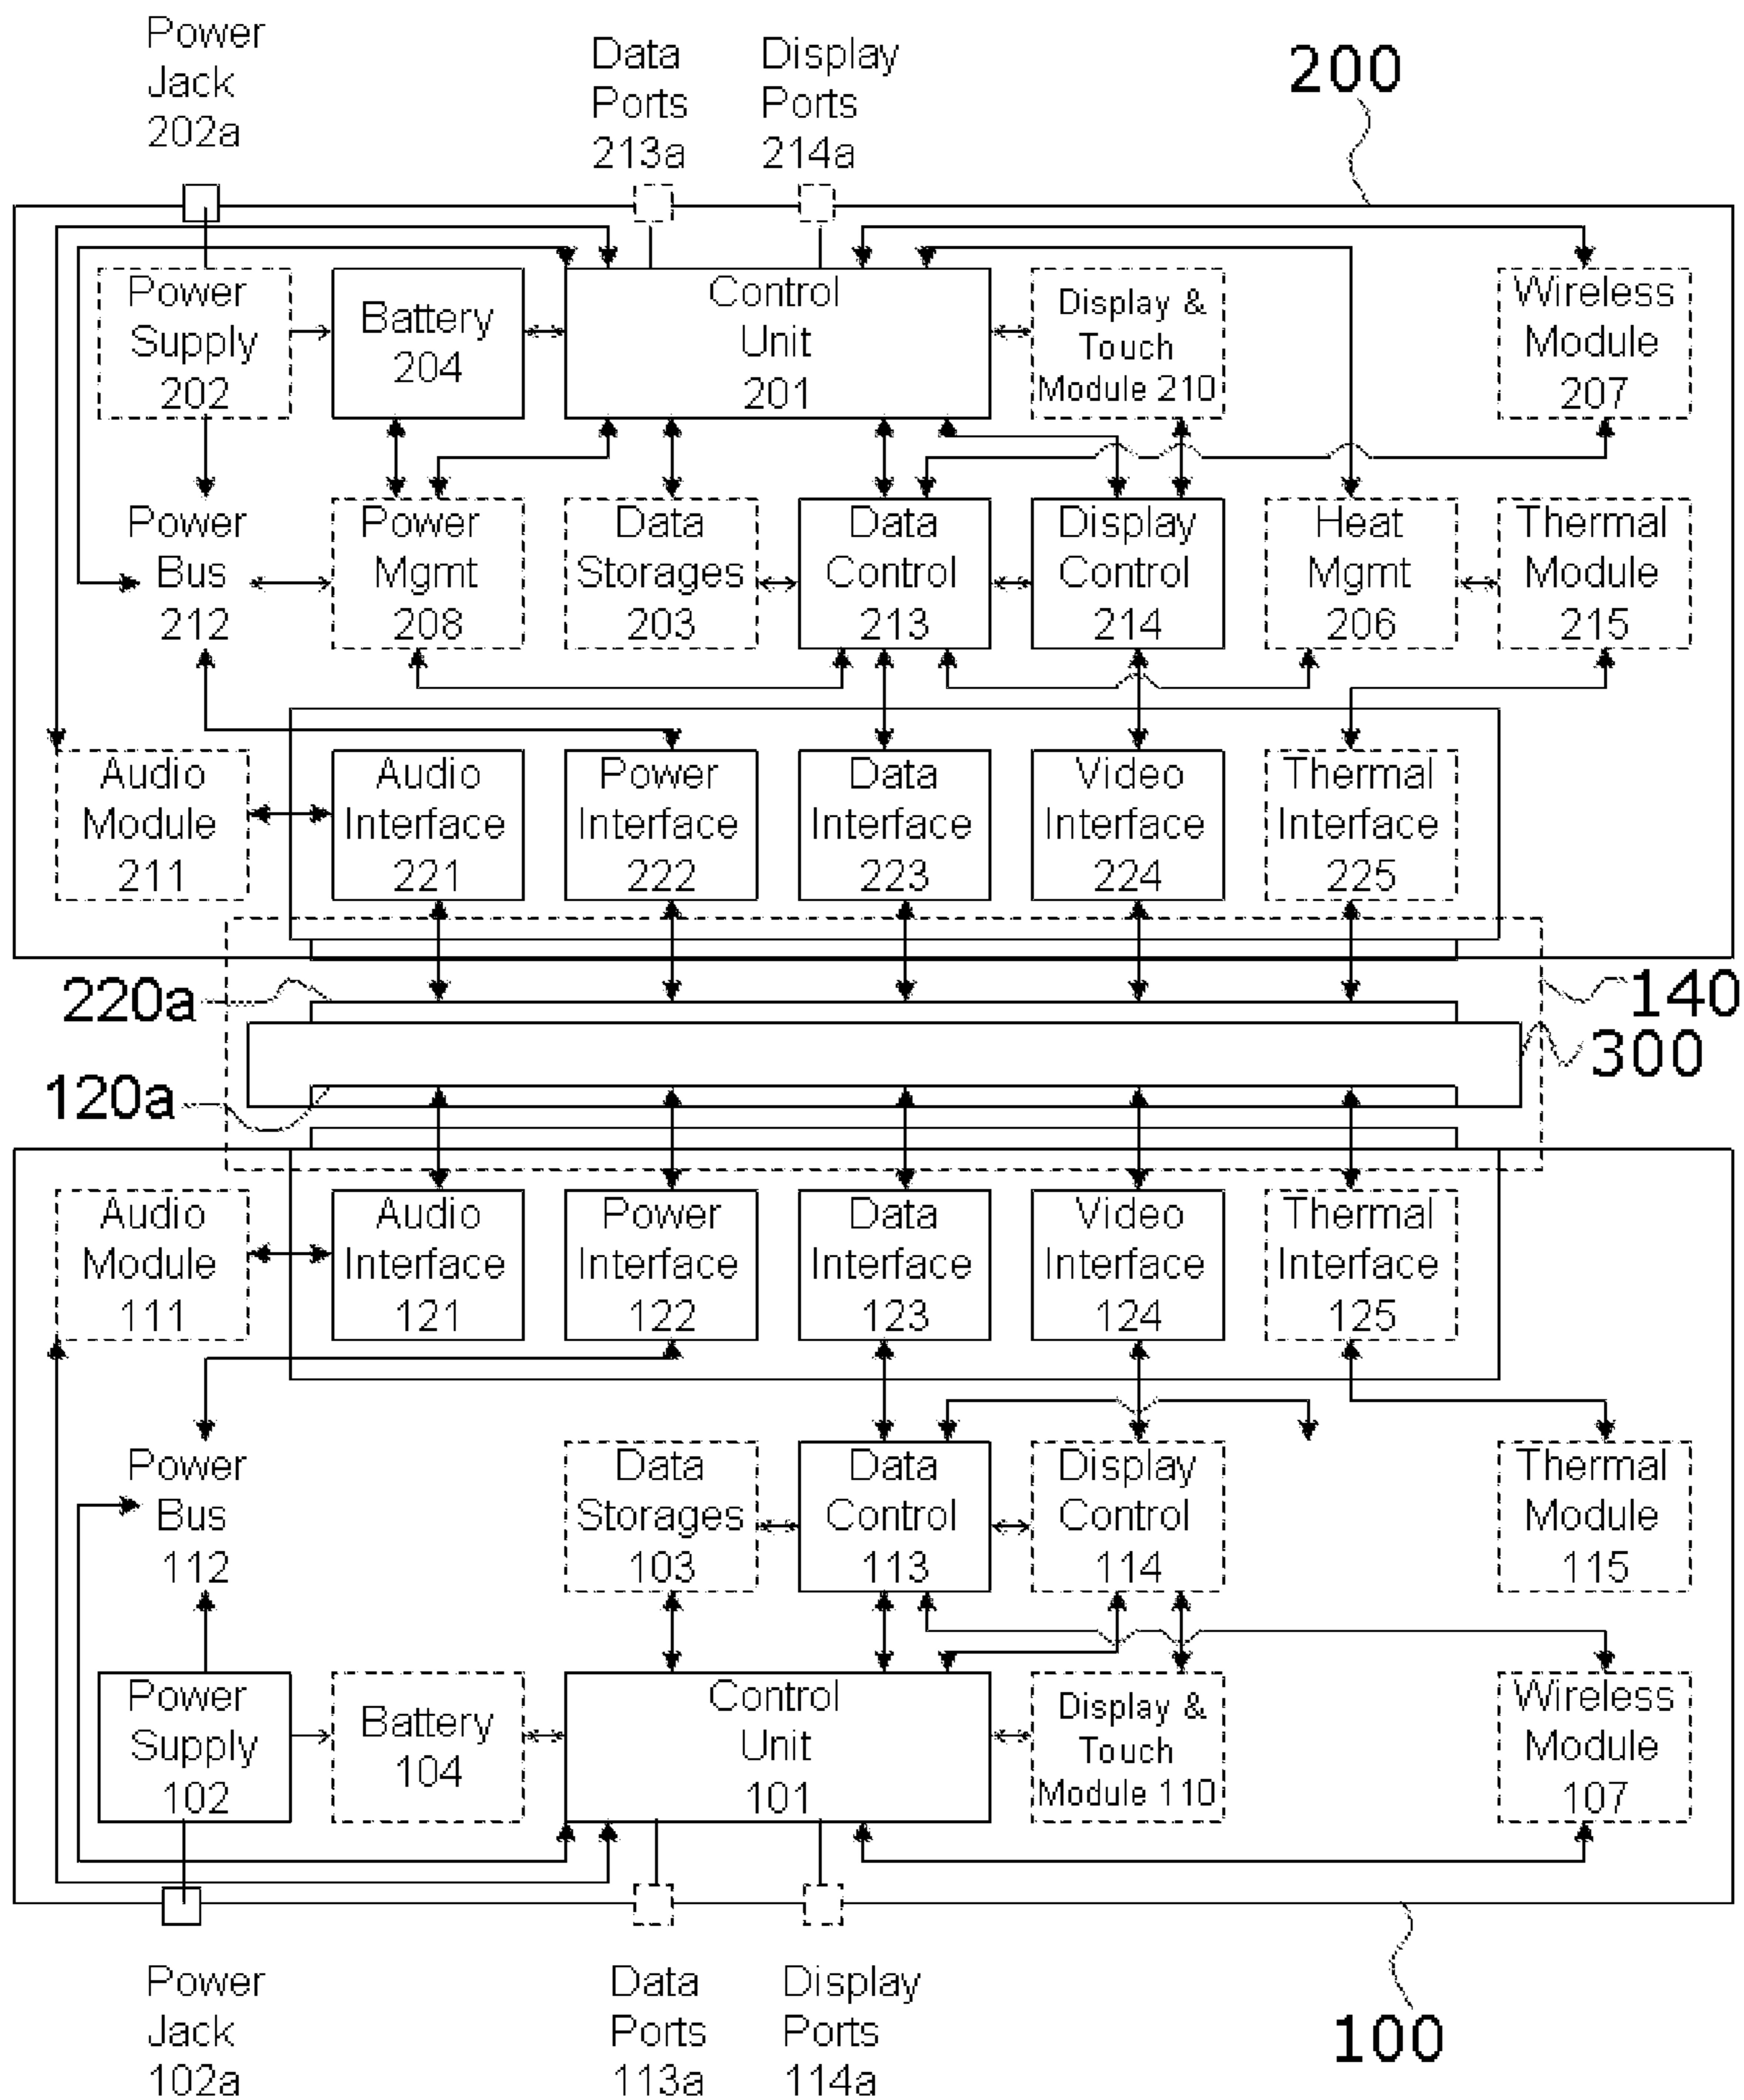 Power
Jack
202a
Data
Ports
213a
Display
Ports
214a
200
Power
Supply
202
Battery
204
Control
Unit
201
Display &
Touch
Module 210
Wireless
Module
207
Power
Bus
212
Power
Mgmt
208
Data
Storages
203
Data
Control
213
Display
Control
214
Heat
Mgmt
206
Thermal
Module
215
Audio
Module
211
Audio
Interface
221
Power
Interface
222
Data
Interface
223
Video
Interface
224
Thermal
Interface
225
220a
140
300
120a
Audio
Module
111
Audio
Interface
121
Power
Interface
122
Data
Interface
123
Video
Interface
124
Thermal
Interface
125
Power
Bus
112
Data
Storages
103
Data
Control
113
Display
Control
114
Thermal
Module
115
Power
Supply
102
Battery
104
Control
Unit
101
Display &
Touch
Module 110
Wireless
Module
107
Power
Jack
102a
Data
Ports
113a
Display
Ports
114a
100